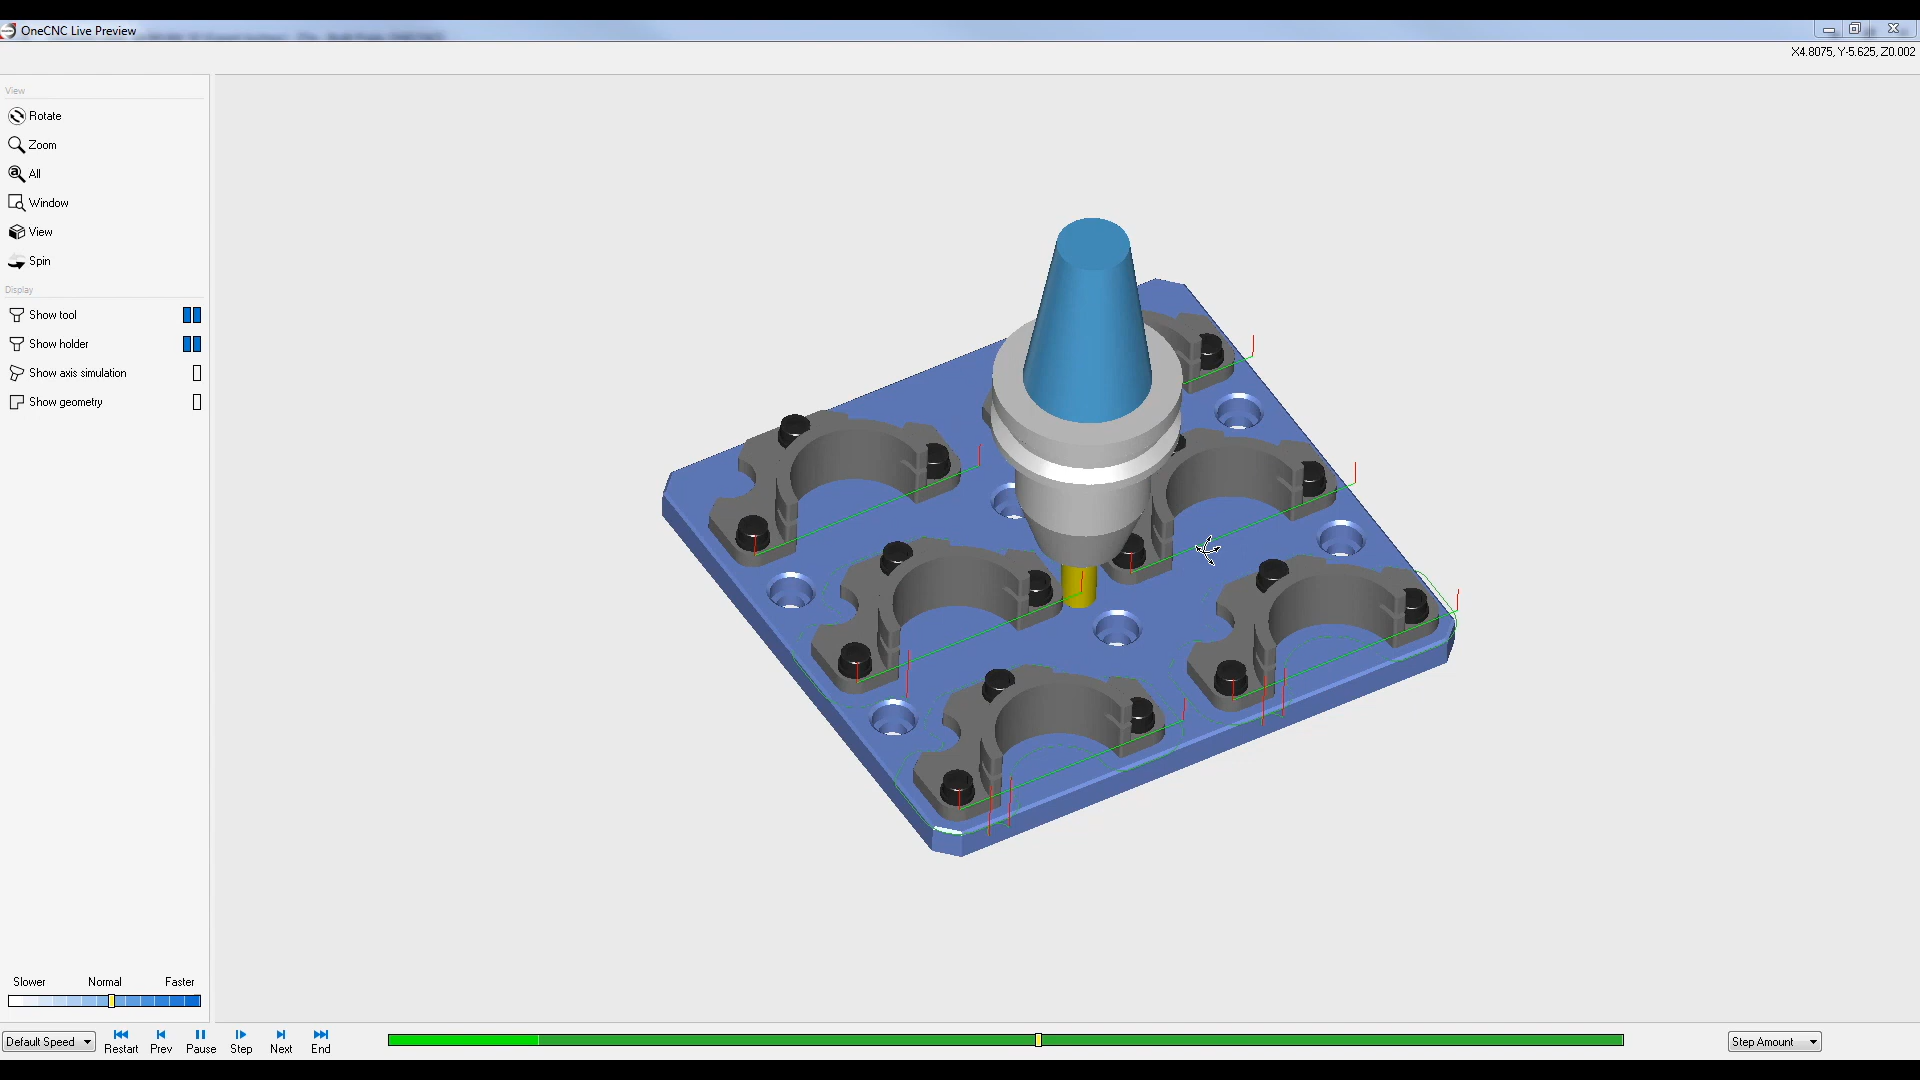 OneCNC Live Preview
X4.8075, Y-5.625, Z0.002
View
Rotate
Zoom
All
Window
View
Spin
Display
Show tool
Show holder
Show axis simulation
Show geometry
Slower Normal Faster
Default Speed Restart Prev Pause Step Next End Step Amount